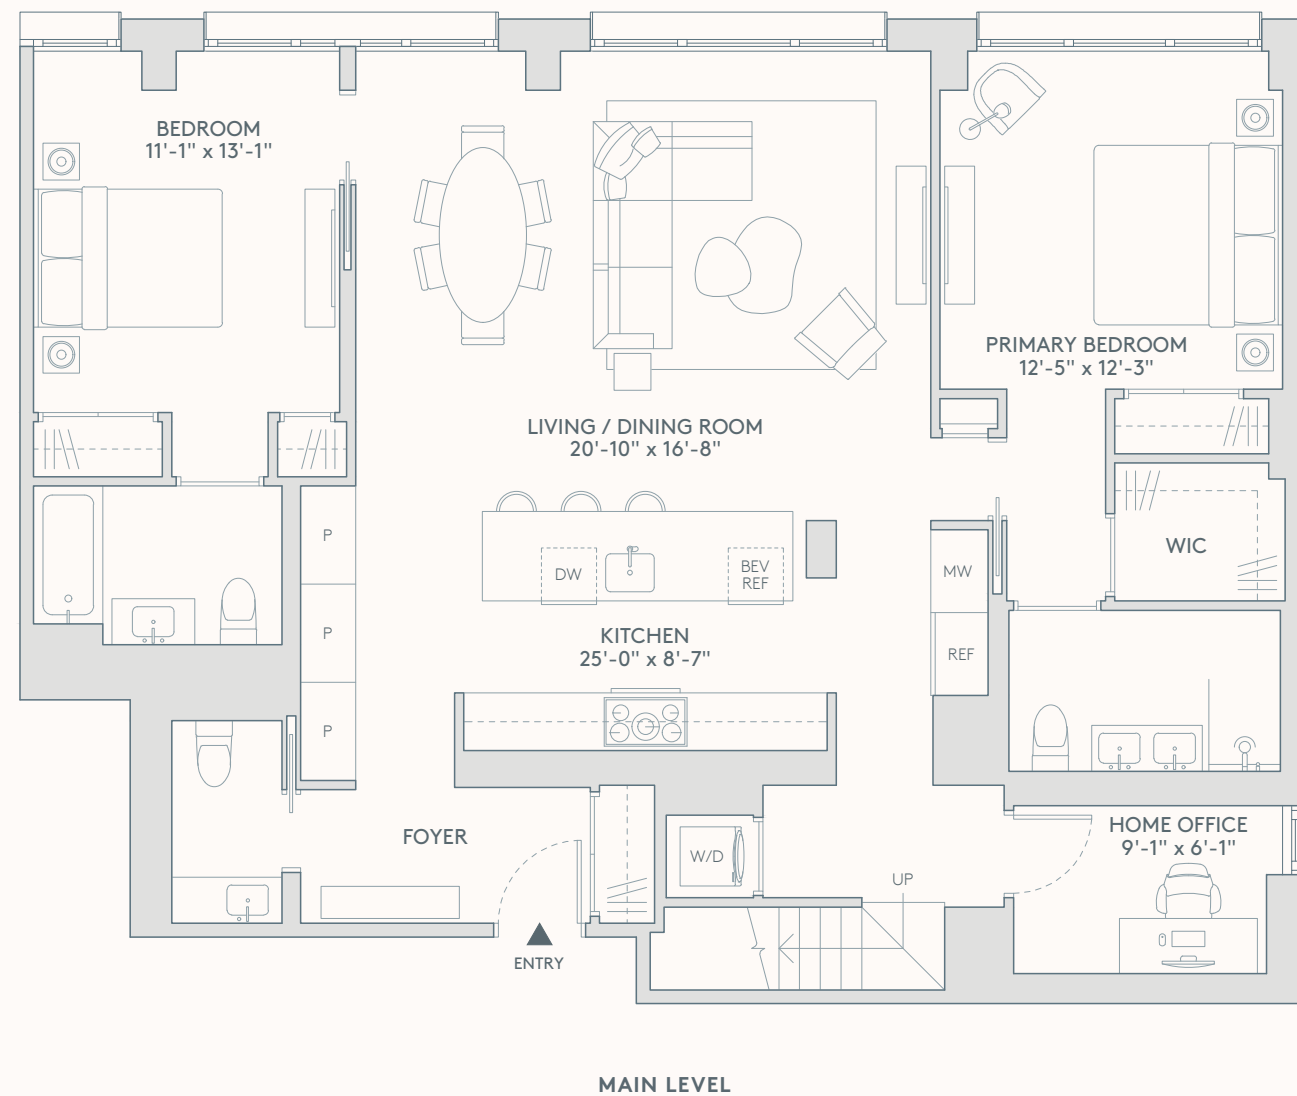 BEDROOM
11'-1" x 13'-1"
PRIMARY BEDROOM
12'-5" x 12'-3"
LIVING / DINING ROOM
20'-10" x 16'-8"
P
P
P
DW
BEV
REF
MW
REF
WIC
KITCHEN
25'-0" x 8'-7"
FOYER
W/D
HOME OFFICE
9'-1" x 6'-1"
UP
ENTRY
MAIN LEVEL